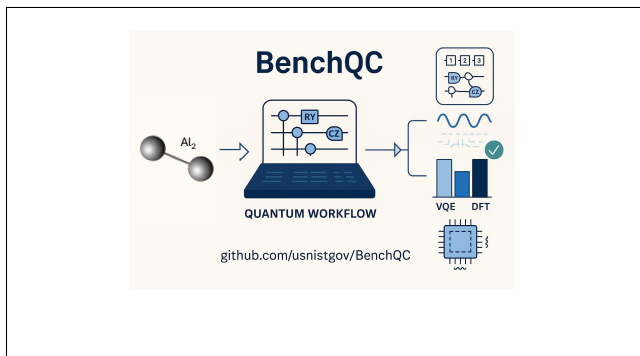 BenchQC
Al₂
RY
CZ
QUANTUM WORKFLOW
1 2 3
RY
CZ
VQE DFT
github.com/usnistgov/BenchQC